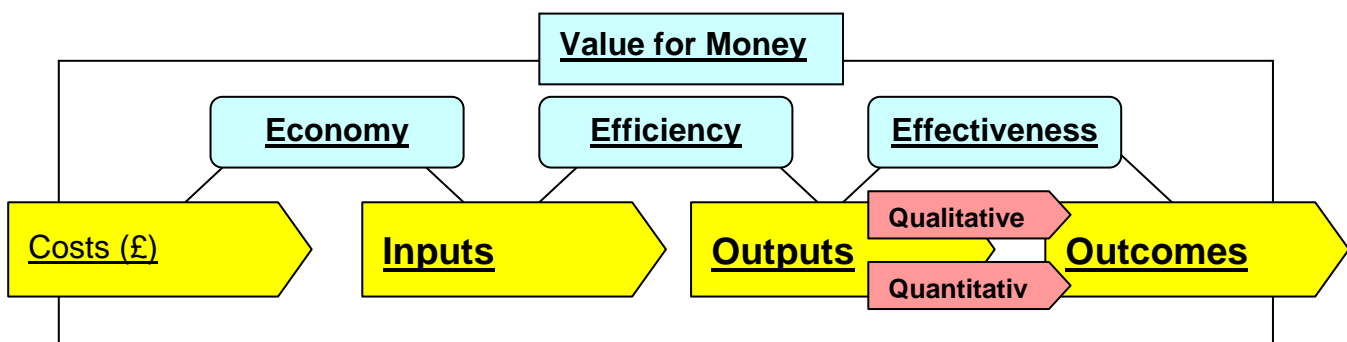 Value for Money
Economy Efficiency Effectiveness
Costs (£) Inputs Outputs Qualitative Outcomes
Quantitativ